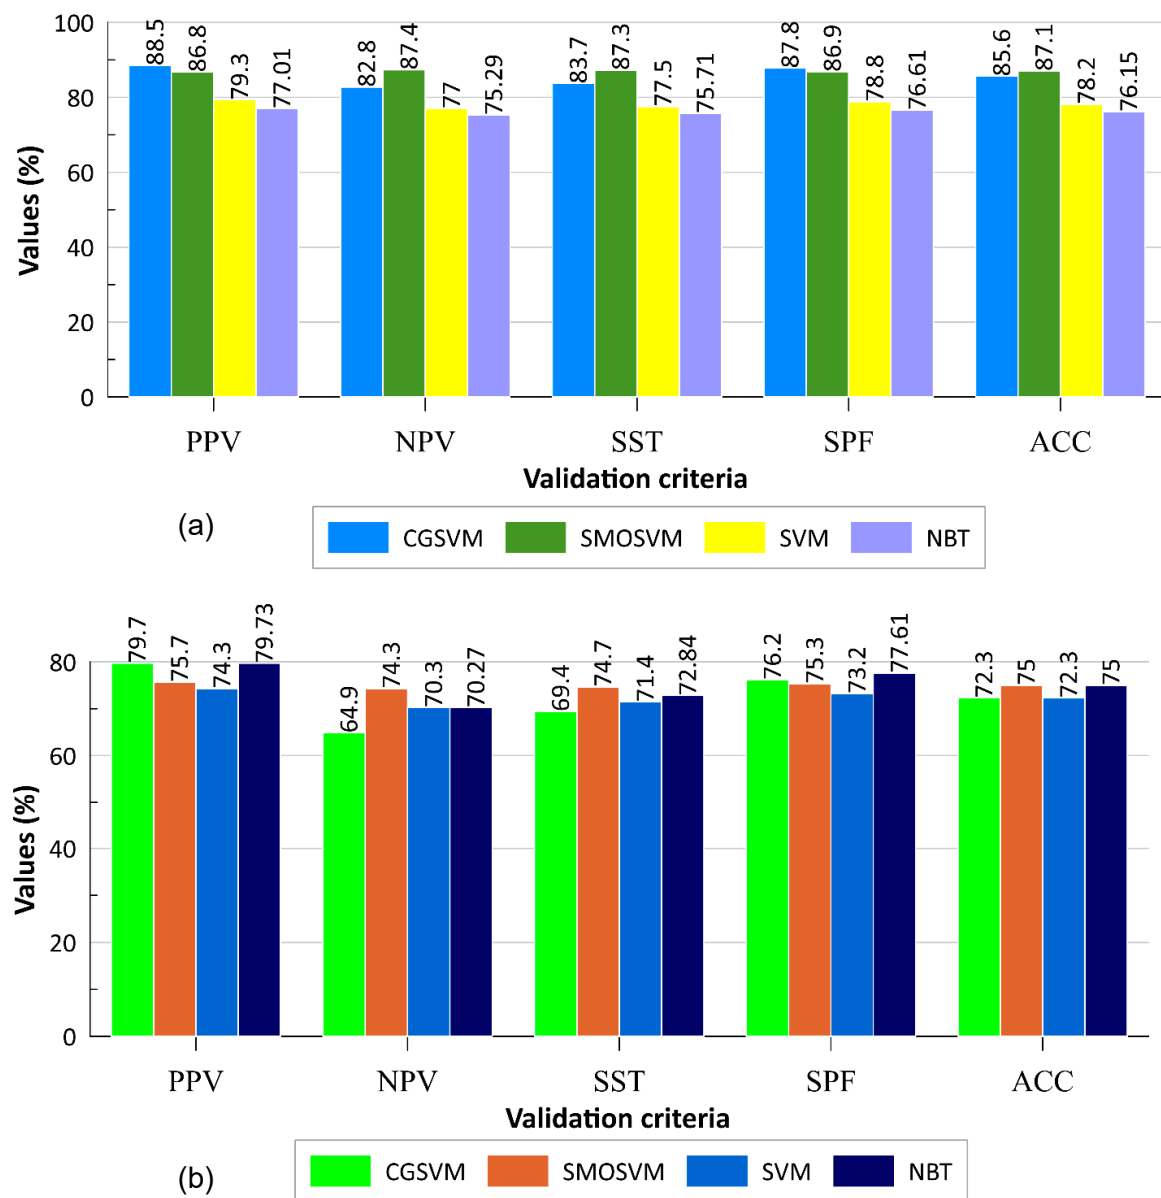 100
80
60
40
20
0
Values (%)
88.5 86.8 79.3 77.01
82.8 87.4 77 75.29
83.7 87.3 77.5 75.71
87.8 86.9 78.8 76.61
85.6 87.1 78.2 76.15
PPV NPV SST SPF ACC
Validation criteria
(a)
CGSVM SMOSVM SVM NBT
80
60
40
20
0
Values (%)
79.7 75.7 74.3 79.73
64.9 74.3 70.3 70.27
69.4 74.7 71.4 72.84
76.2 75.3 73.2 77.61
72.3 75 72.3 75
PPV NPV SST SPF ACC
Validation criteria
(b)
CGSVM SMOSVM SVM NBT